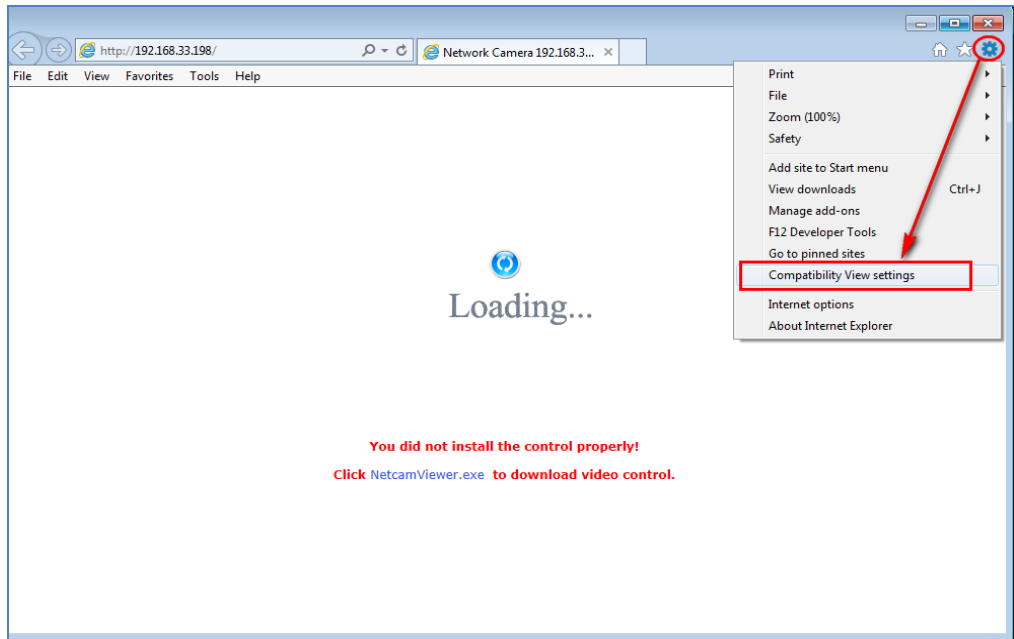 http://192.168.33.198/
Network Camera 192.168.3...
File Edit View Favorites Tools Help
Print
File
Zoom (100%)
Safety
Add site to Start menu
View downloads Ctrl+J
Manage add-ons
F12 Developer Tools
Go to pinned sites
Compatibility View settings
Internet options
About Internet Explorer
Loading...
You did not install the control properly!
Click NetcamViewer.exe to download video control.